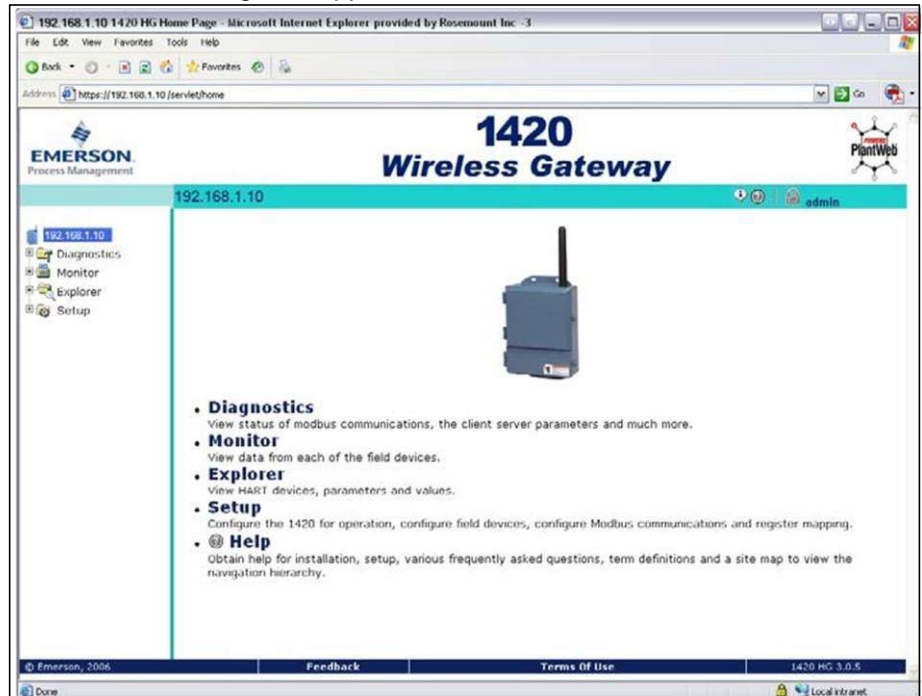 192.168.1.10 1420 HG Home Page - Microsoft Internet Explorer provided by Rosemount Inc -3
File Edit View Favorites Tools Help
Back Favorites
Address https://192.168.1.10/servlet/home Go
EMERSON.
Process Management
1420
Wireless Gateway
POWERED
PlantWeb
192.168.1.10 admin
192.168.1.10
Diagnostics
Monitor
Explorer
Setup
• Diagnostics
View status of modbus communications, the client server parameters and much more.
• Monitor
View data from each of the field devices.
• Explorer
View HART devices, parameters and values.
• Setup
Configure the 1420 for operation, configure field devices, configure Modbus communications and register mapping.
• Help
Obtain help for installation, setup, various frequently asked questions, term definitions and a site map to view the
navigation hierarchy.
© Emerson, 2006 Feedback Terms Of Use 1420 HG 3.0.5
Done Local intranet